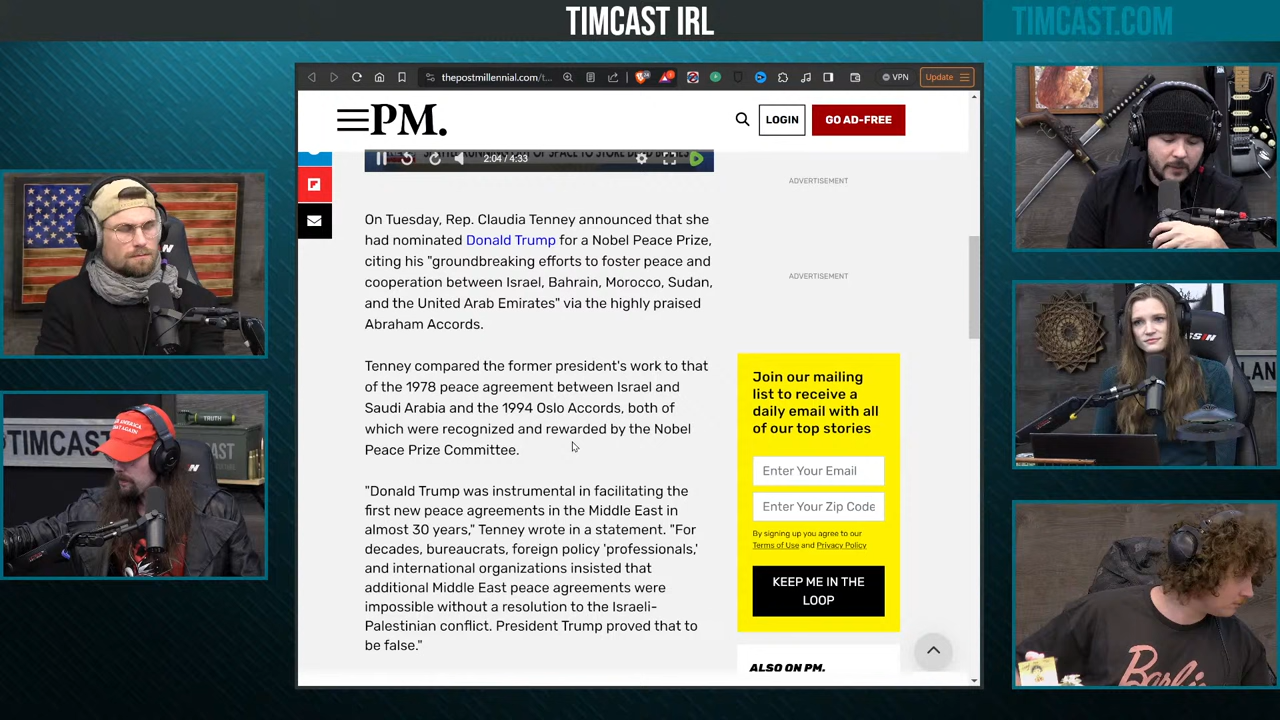 TIMCAST IRL
TIMCAST.COM
thepostmillennial.com/t...
VPN
Update
PM.
LOGIN
GO AD-FREE
2:04 / 4:33
ADVERTISEMENT
On Tuesday, Rep. Claudia Tenney announced that she
had nominated Donald Trump for a Nobel Peace Prize,
citing his "groundbreaking efforts to foster peace and
cooperation between Israel, Bahrain, Morocco, Sudan,
and the United Arab Emirates" via the highly praised
Abraham Accords.
Tenney compared the former president's work to that
of the 1978 peace agreement between Israel and
Saudi Arabia and the 1994 Oslo Accords, both of
which were recognized and rewarded by the Nobel
Peace Prize Committee.
"Donald Trump was instrumental in facilitating the
first new peace agreements in the Middle East in
almost 30 years," Tenney wrote in a statement. "For
decades, bureaucrats, foreign policy 'professionals,'
and international organizations insisted that
additional Middle East peace agreements were
impossible without a resolution to the Israeli-
Palestinian conflict. President Trump proved that to
be false."
ADVERTISEMENT
Join our mailing
list to receive a
daily email with all
of our top stories
Enter Your Email
Enter Your Zip Code
By signing up you agree to our
Terms of Use and Privacy Policy
KEEP ME IN THE
LOOP
ALSO ON PM.
TIMCAST
TRUTH
LAN
Barbie